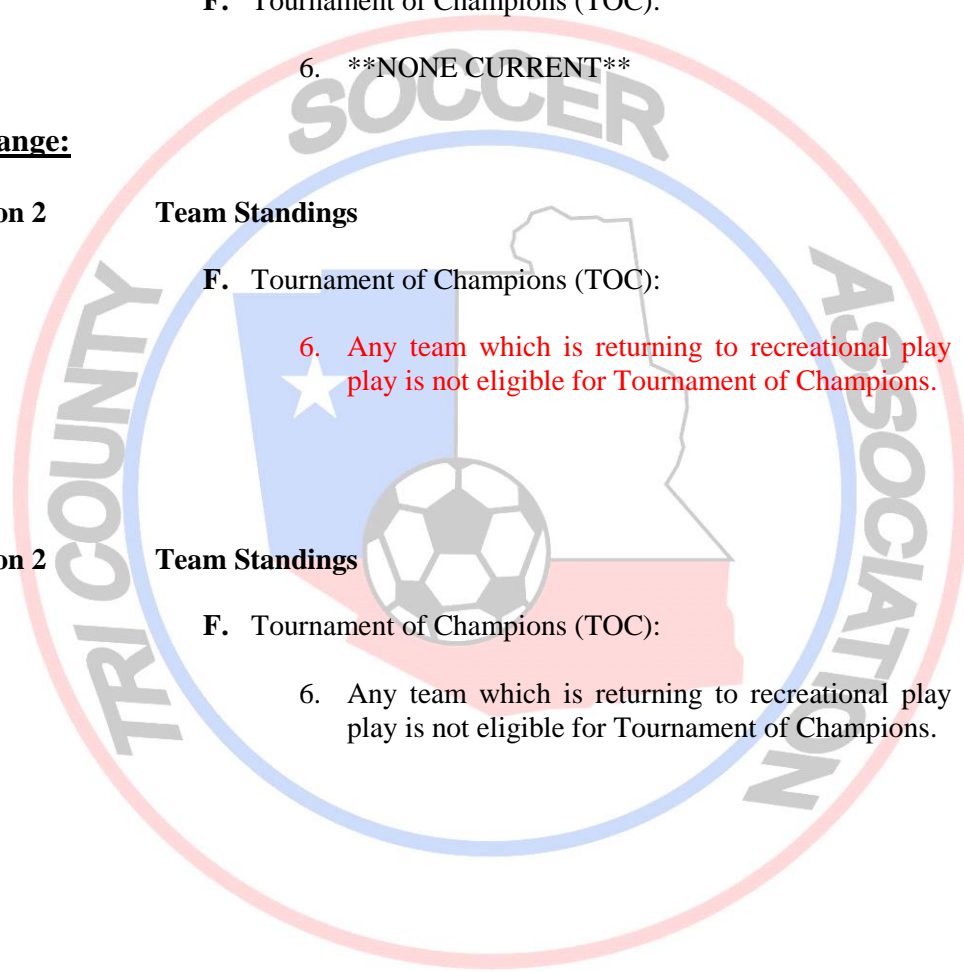 F. Tournament of Champions (TOC):
6. **NONE CURRENT**
ange:
on 2 Team Standings
F. Tournament of Champions (TOC):
6. Any team which is returning to recreational play
play is not eligible for Tournament of Champions.
on 2 Team Standings
F. Tournament of Champions (TOC):
6. Any team which is returning to recreational play
play is not eligible for Tournament of Champions.
TRI COUNTY SOCCER ASSOCIATION